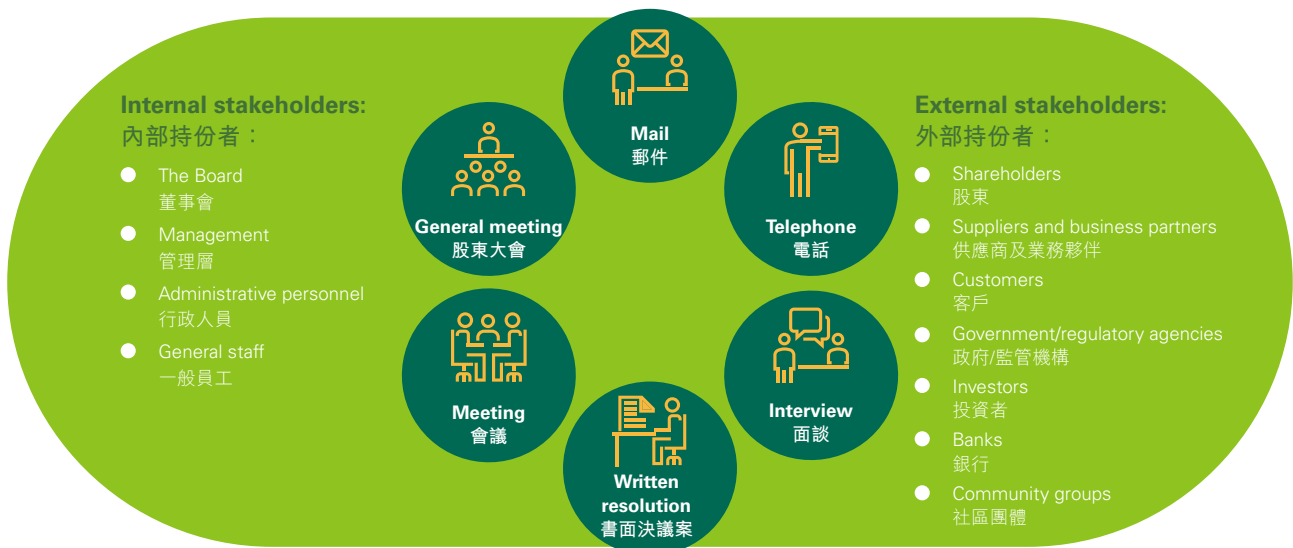 Internal stakeholders:
內部持份者：
The Board
董事會
Management
管理層
Administrative personnel
行政人員
General staff
一般員工
Mail
郵件
General meeting
股東大會
Telephone
電話
Meeting
會議
Interview
面談
Written
resolution
書面決議案
External stakeholders:
外部持份者：
Shareholders
股東
Suppliers and business partners
供應商及業務夥伴
Customers
客戶
Government/regulatory agencies
政府/監管機構
Investors
投資者
Banks
銀行
Community groups
社區團體